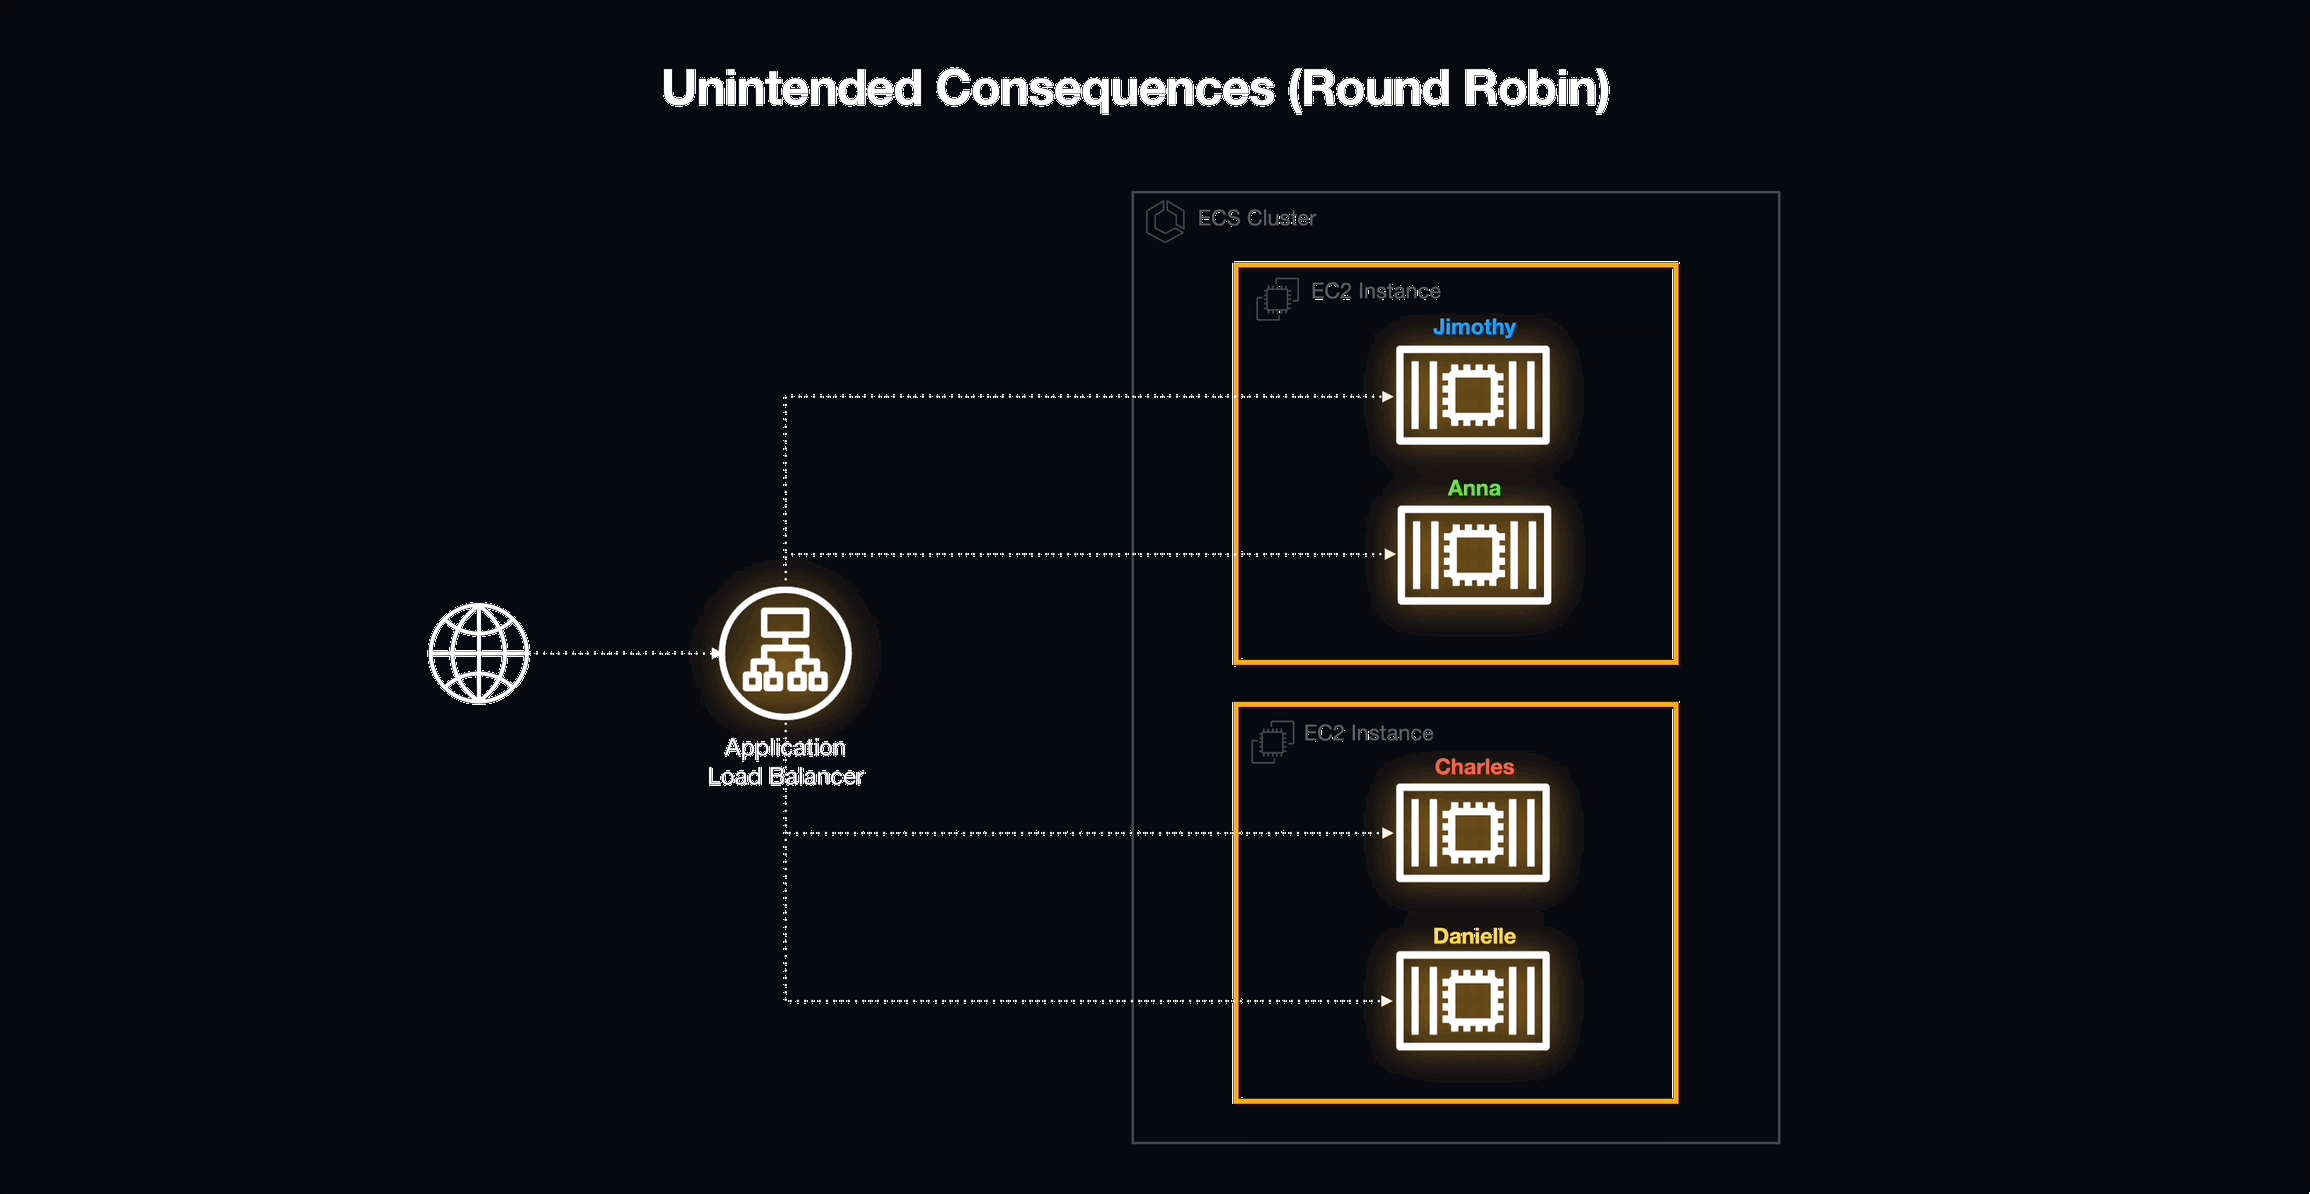 Unintended Consequences (Round Robin)
ECS Cluster
EC2 Instance
Jimothy
Anna
Application
Load Balancer
EC2 Instance
Charles
Danielle